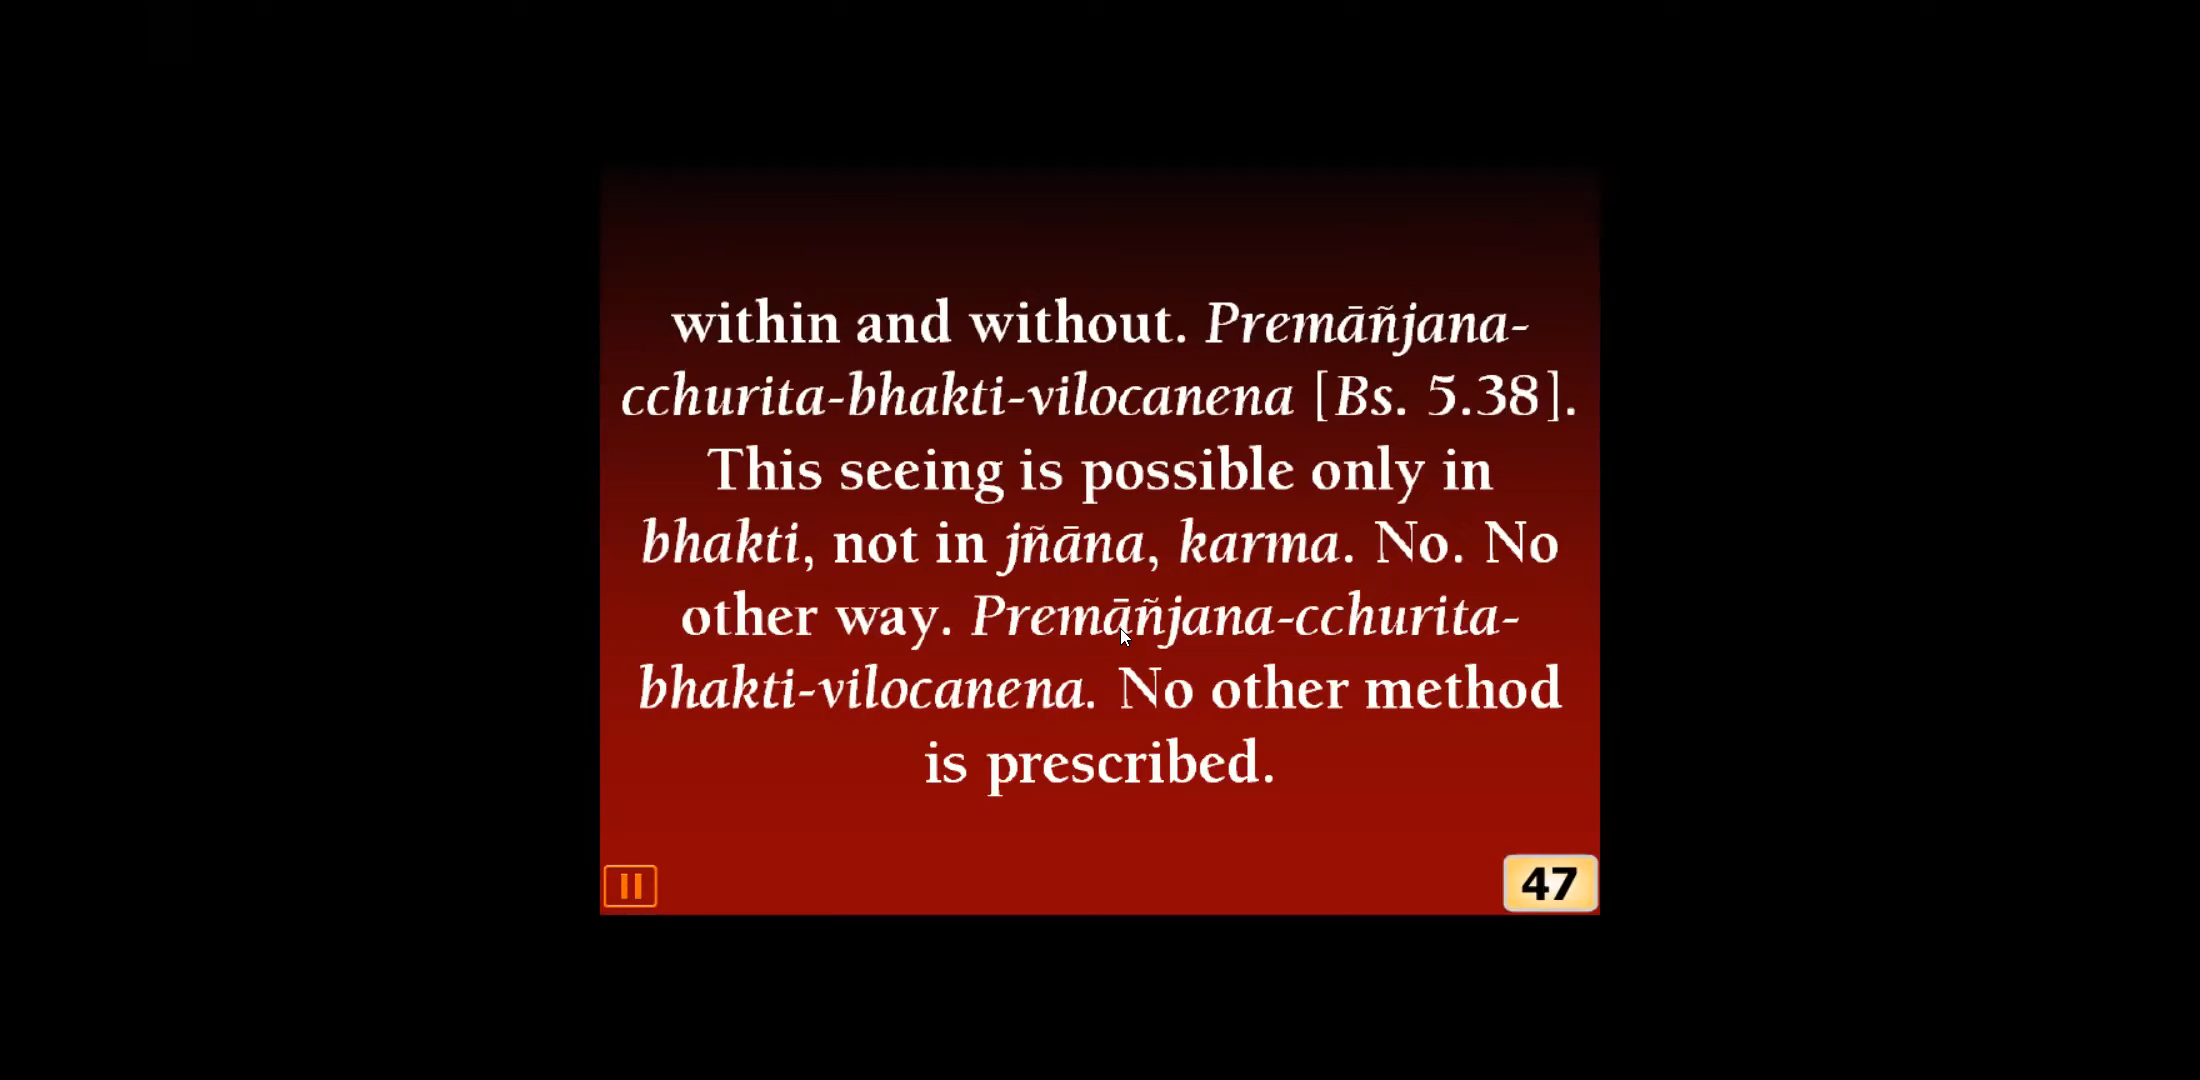 within and without. Premāñjana-
cchurita-bhakti-vilocanena [Bs. 5.38].
This seeing is possible only in
bhakti, not in jñāna, karma. No. No
other way. Premāñjana-cchurita-
bhakti-vilocanena. No other method
is prescribed.
47